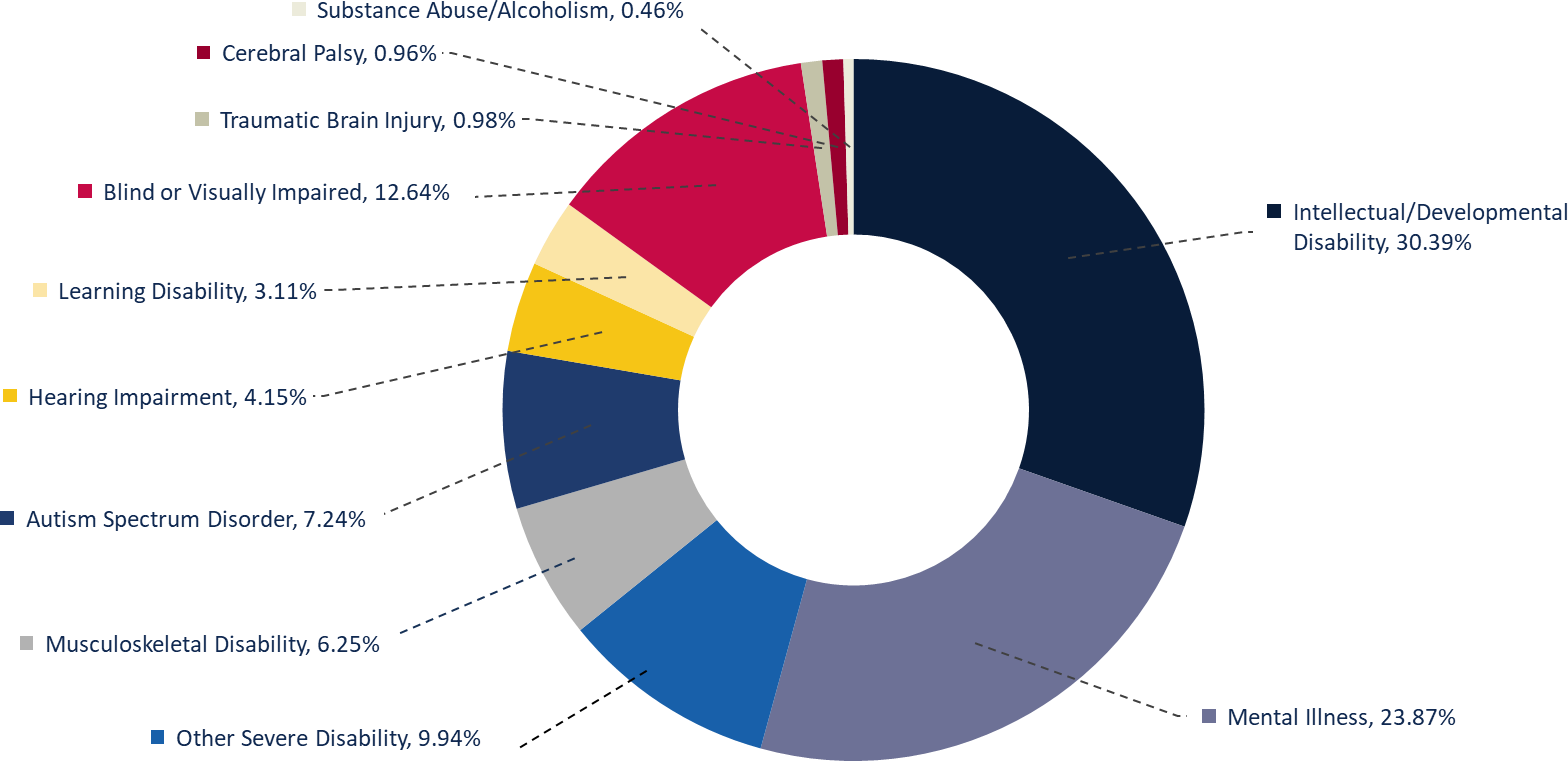 Substance Abuse/Alcoholism, 0.46%
Cerebral Palsy, 0.96%
Traumatic Brain Injury, 0.98%
Blind or Visually Impaired, 12.64%
Intellectual/Developmental
Disability, 30.39%
Learning Disability, 3.11%
Hearing Impairment, 4.15%
Autism Spectrum Disorder, 7.24%
Musculoskeletal Disability, 6.25%
Mental Illness, 23.87%
Other Severe Disability, 9.94%